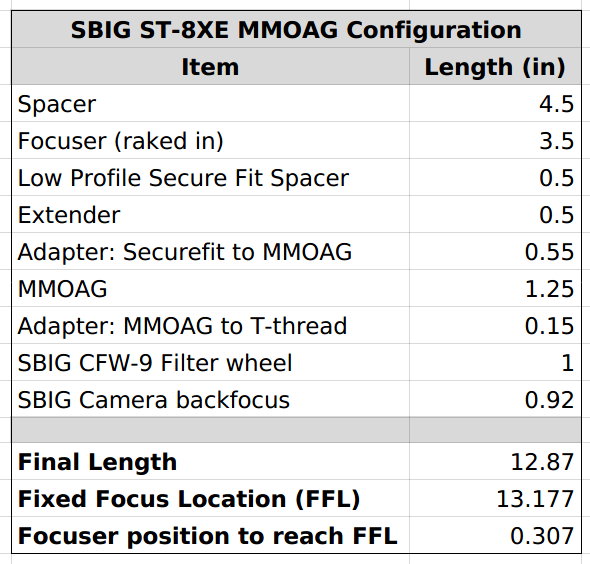 SBIG ST-8XE MMOAG Configuration
Item Length (in)
Spacer 4.5
Focuser (raked in) 3.5
Low Profile Secure Fit Spacer 0.5
Extender 0.5
Adapter: Securefit to MMOAG 0.55
MMOAG 1.25
Adapter: MMOAG to T-thread 0.15
SBIG CFW-9 Filter wheel 1
SBIG Camera backfocus 0.92
Final Length 12.87
Fixed Focus Location (FFL) 13.177
Focuser position to reach FFL 0.307